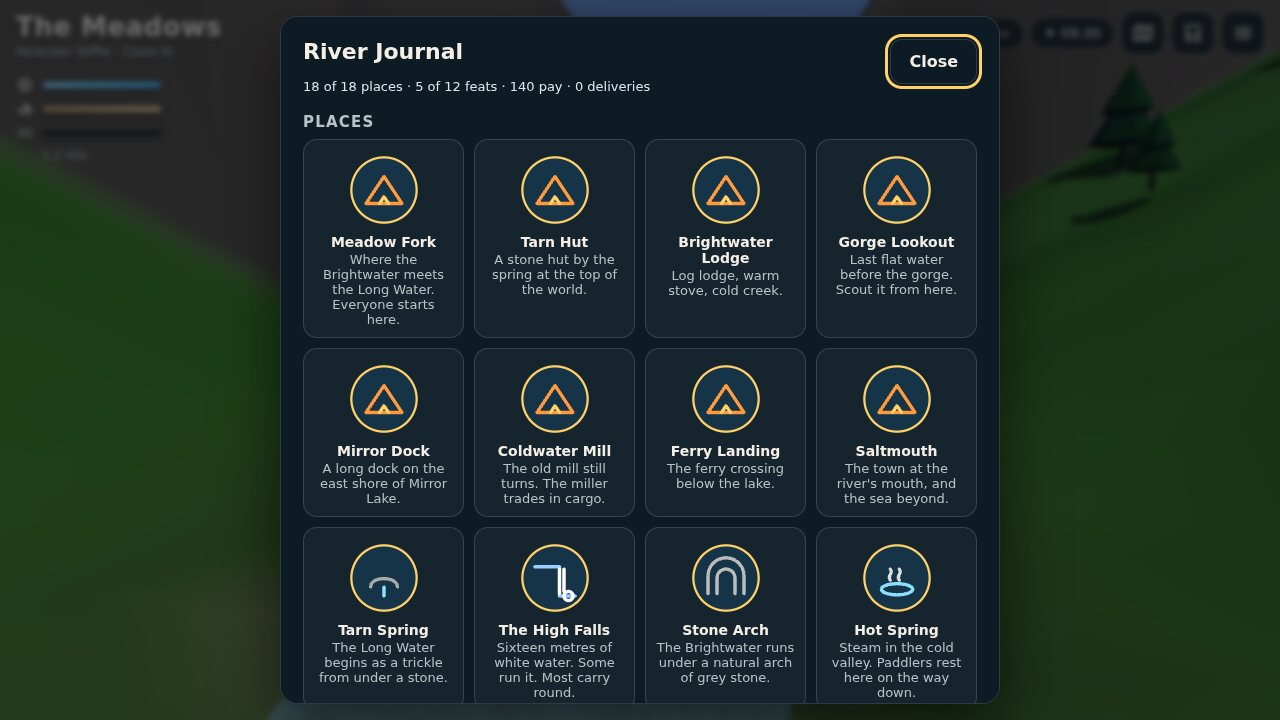 The Meadows
River Journal
Close
18 of 18 places · 5 of 12 feats · 140 pay · 0 deliveries
PLACES
Meadow Fork
Where the
Brightwater meets
the Long Water.
Everyone starts
here.
Tarn Hut
A stone hut by the
spring at the top of
the world.
Brightwater
Lodge
Log lodge, warm
stove, cold creek.
Gorge Lookout
Last flat water
before the gorge.
Scout it from here.
Mirror Dock
A long dock on the
east shore of Mirror
Lake.
Coldwater Mill
The old mill still
turns. The miller
trades in cargo.
Ferry Landing
The ferry crossing
below the lake.
Saltmouth
The town at the
river's mouth, and
the sea beyond.
Tarn Spring
The Long Water
begins as a trickle
from under a stone.
The High Falls
Sixteen metres of
white water. Some
run it. Most carry
round.
Stone Arch
The Brightwater runs
under a natural arch
of grey stone.
Hot Spring
Steam in the cold
valley. Paddlers rest
here on the way
down.